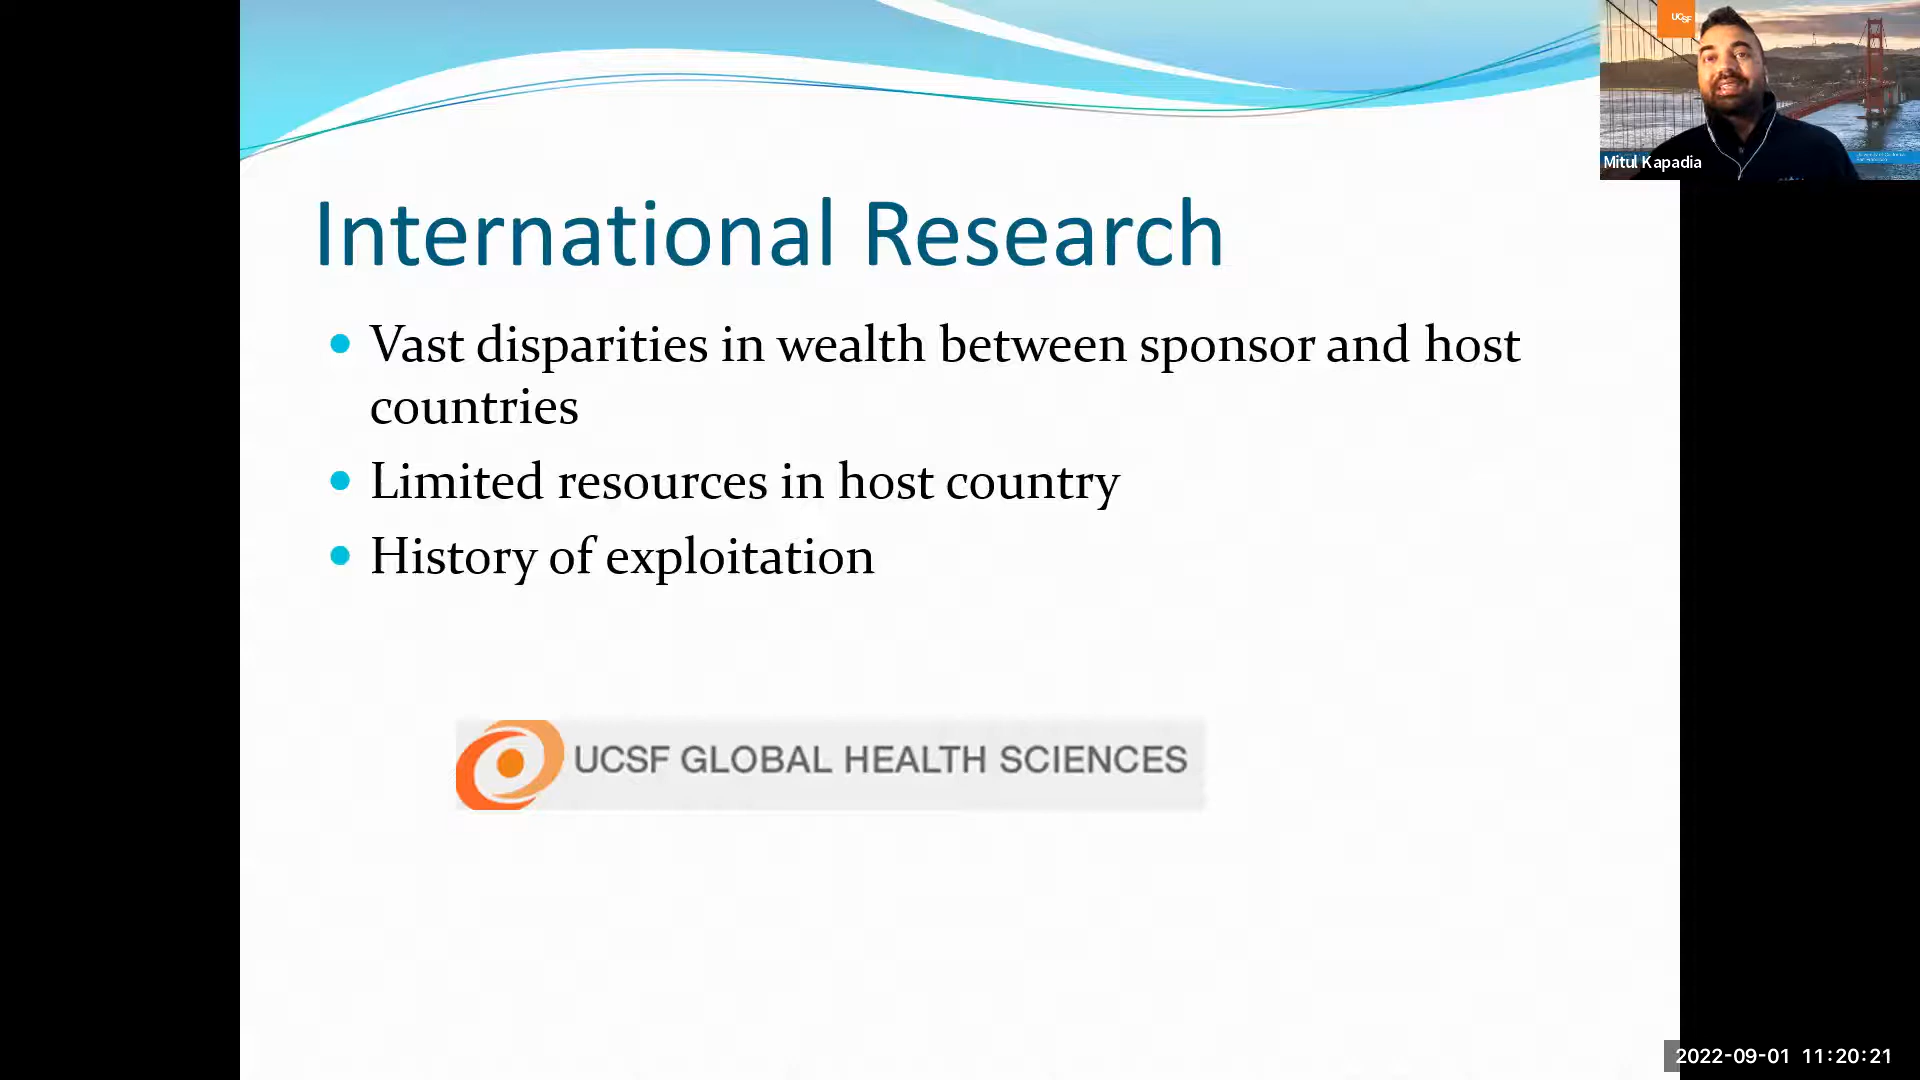 UCSF
Mitul Kapadia
International Research
Vast disparities in wealth between sponsor and host
countries
Limited resources in host country
History of exploitation
UCSF GLOBAL HEALTH SCIENCES
2022-09-01 11:20:21